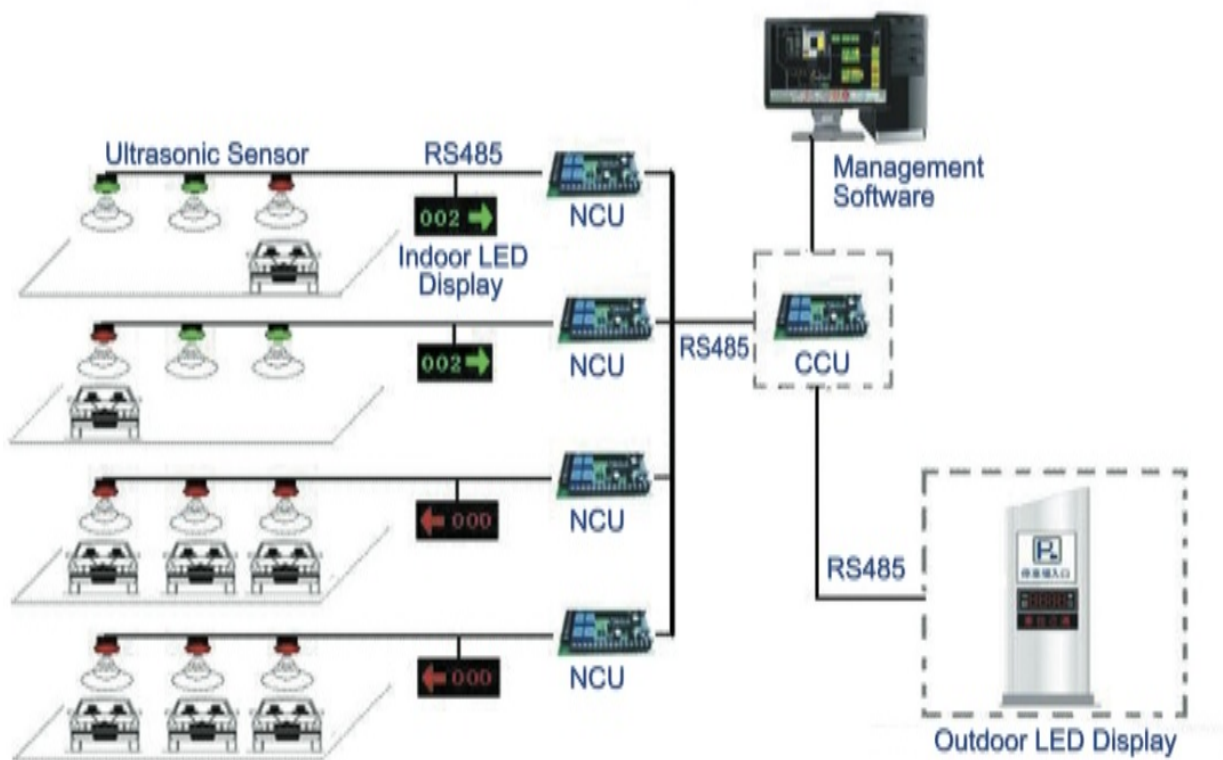 Ultrasonic Sensor
RS485
NCU
002
Indoor LED
Display
Management
Software
002
NCU
RS485
CCU
000
NCU
RS485
000
NCU
P
Outdoor LED Display